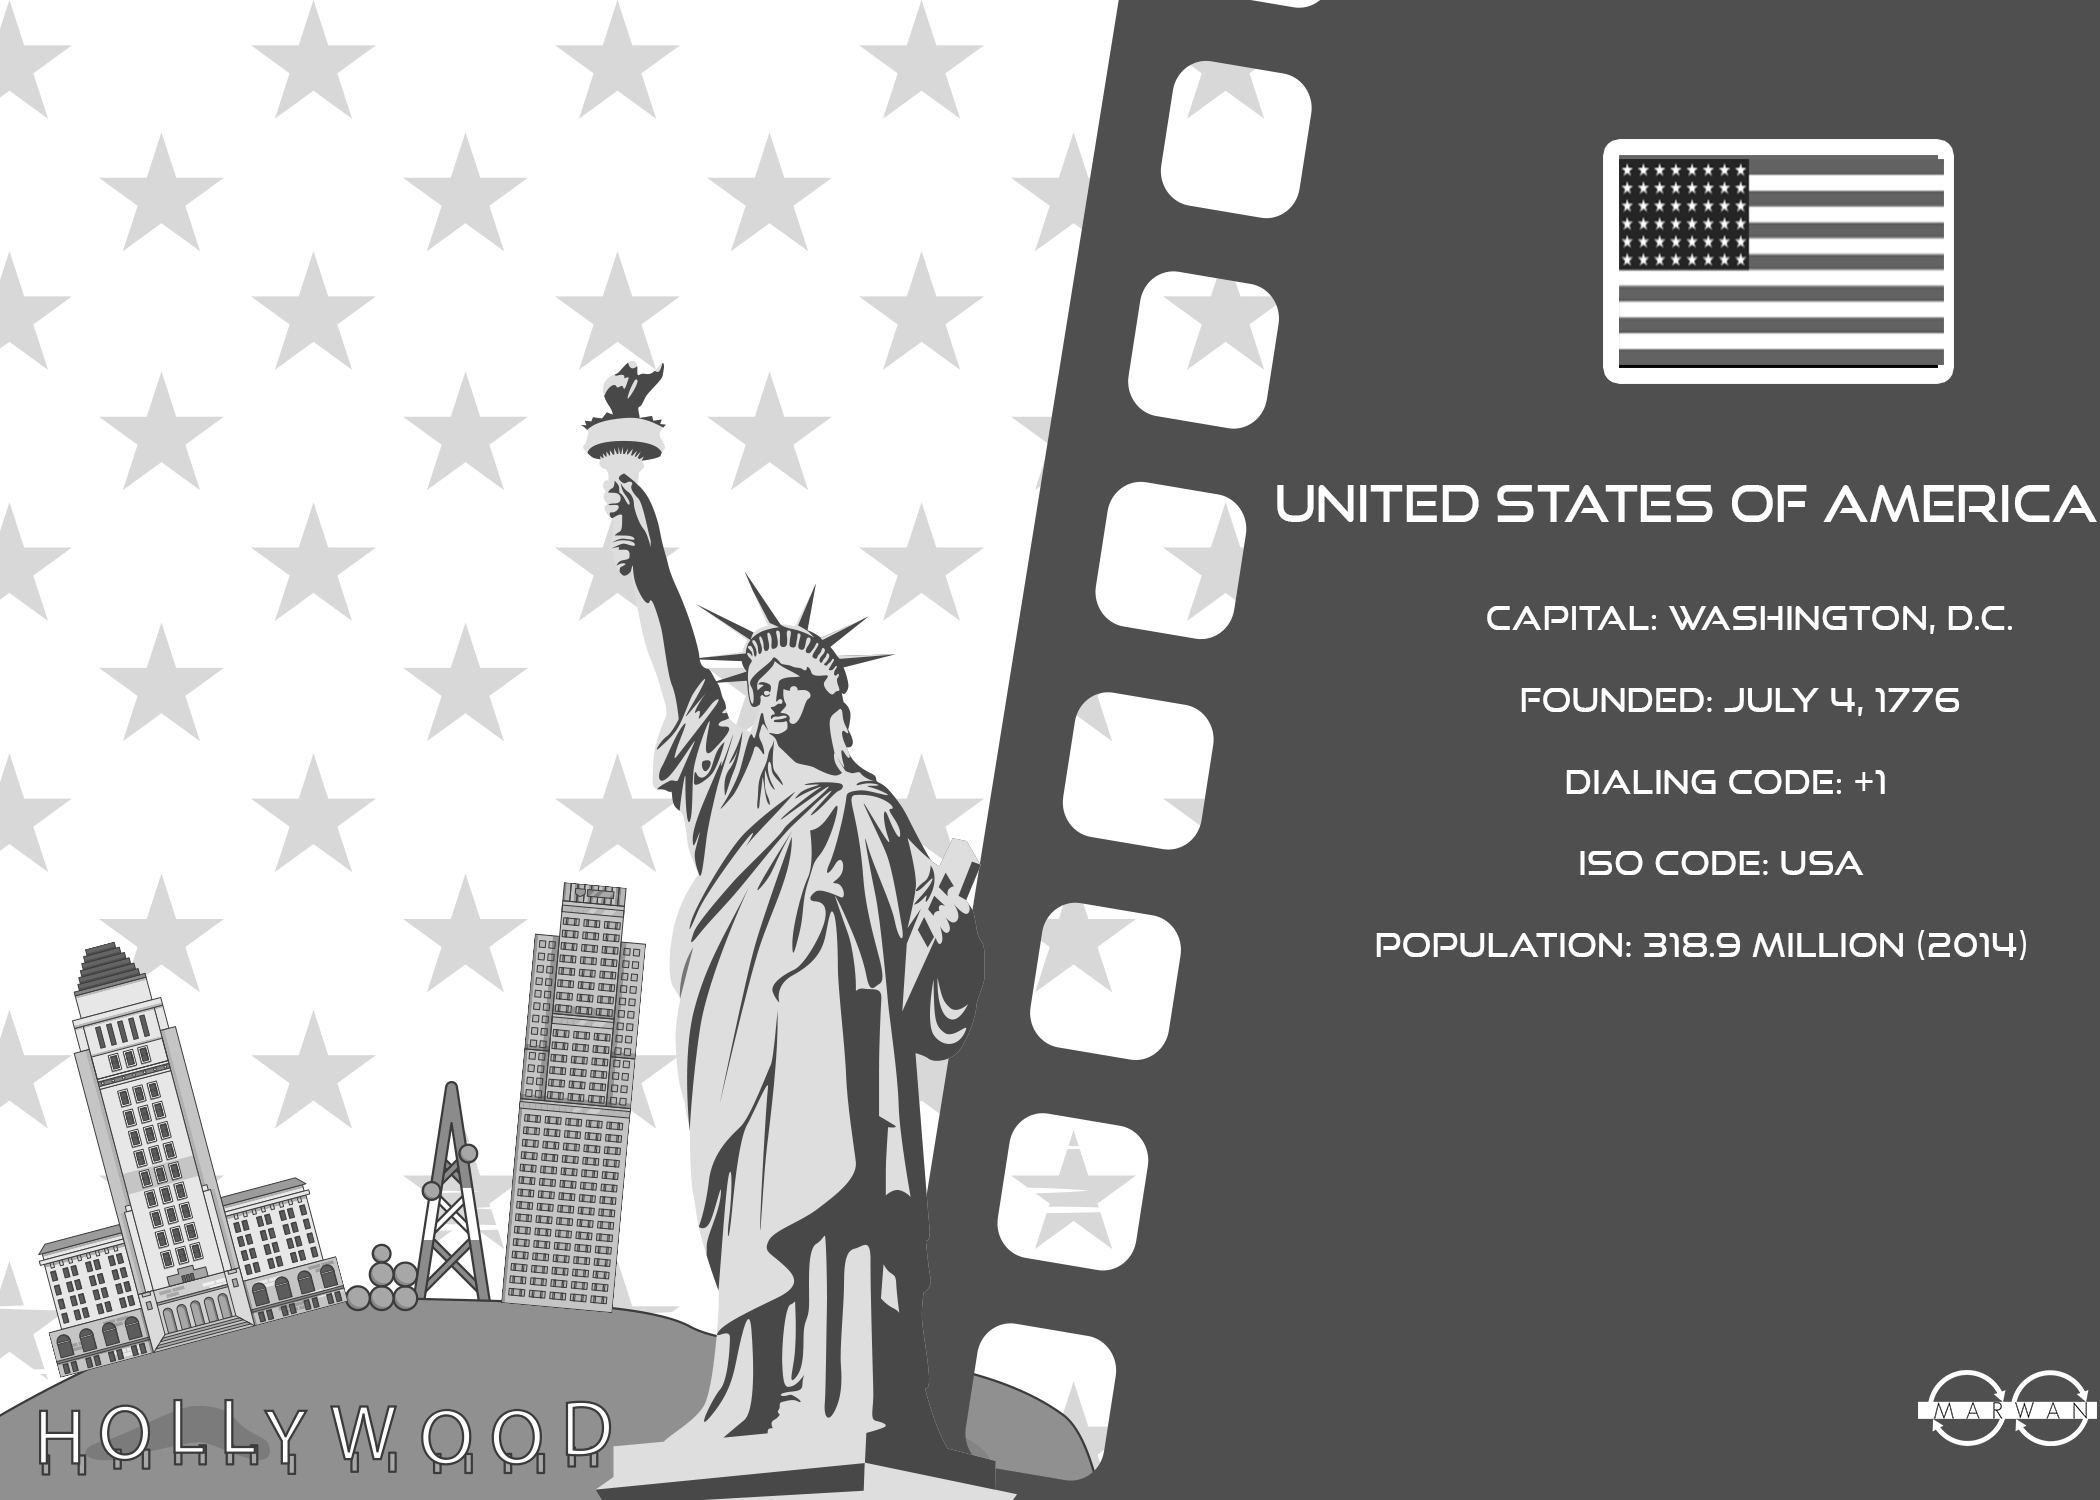 UNITED STATES OF AMERICA
CAPITAL: WASHINGTON, D.C.
FOUNDED: JULY 4, 1776
DIALING CODE: +1
ISO CODE: USA
POPULATION: 318.9 MILLION (2014)
HOLLYWOOD
MARWAN